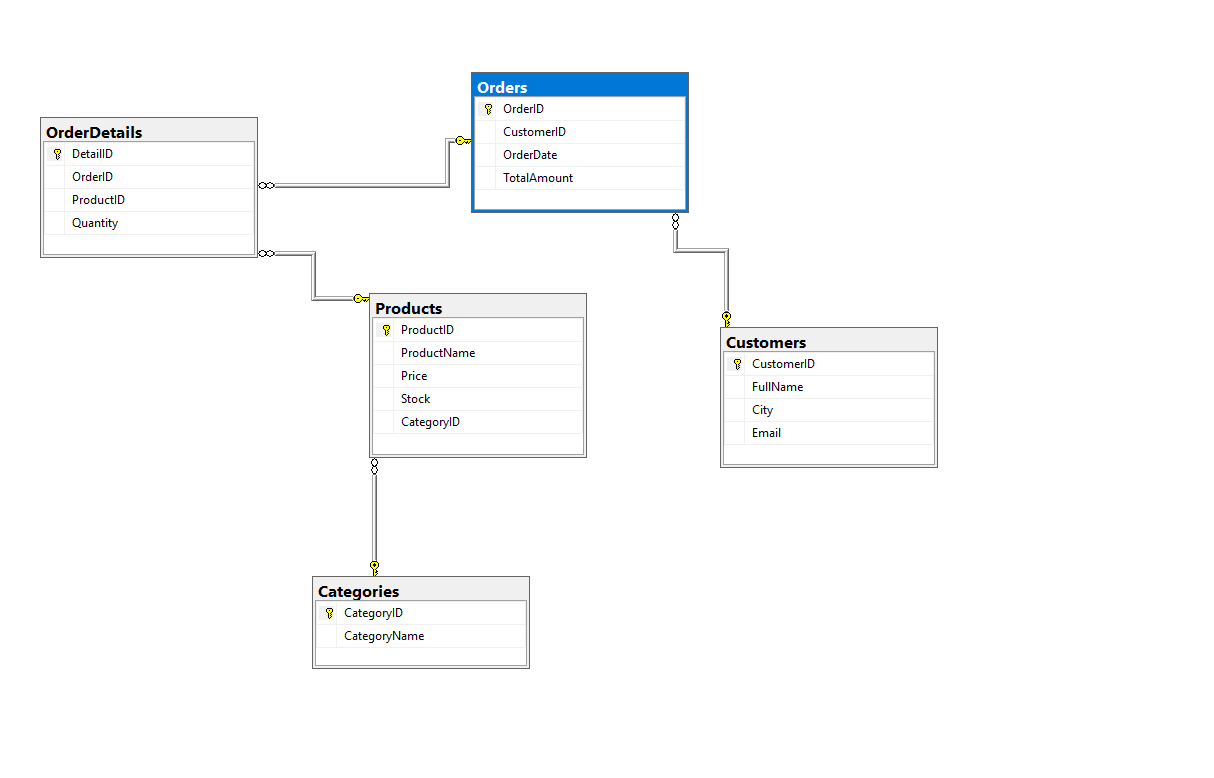 Orders
OrderID
CustomerID
OrderDate
TotalAmount
OrderDetails
DetailID
OrderID
ProductID
Quantity
Products
ProductID
ProductName
Price
Stock
CategoryID
Customers
CustomerID
FullName
City
Email
Categories
CategoryID
CategoryName